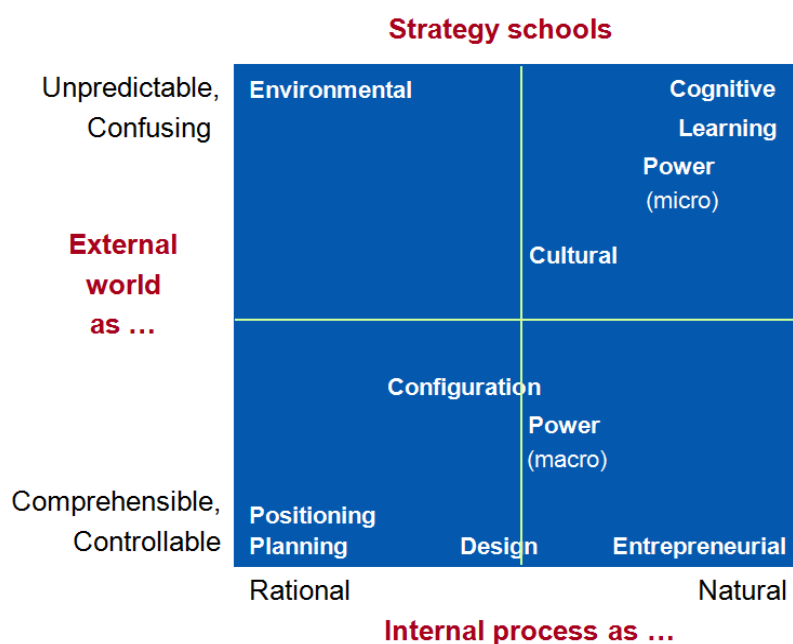 Strategy schools
Unpredictable,
Confusing
External
world
as …
Comprehensible,
Controllable
Environmental
Cognitive
Learning
Power
(micro)
Cultural
Configuration
Power
(macro)
Positioning
Planning
Design
Entrepreneurial
Rational
Natural
Internal process as …